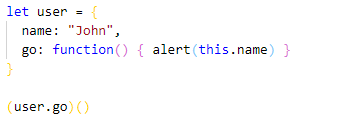 let user = {
  name: "John",
  go: function() { alert(this.name) }
}

(user.go)()